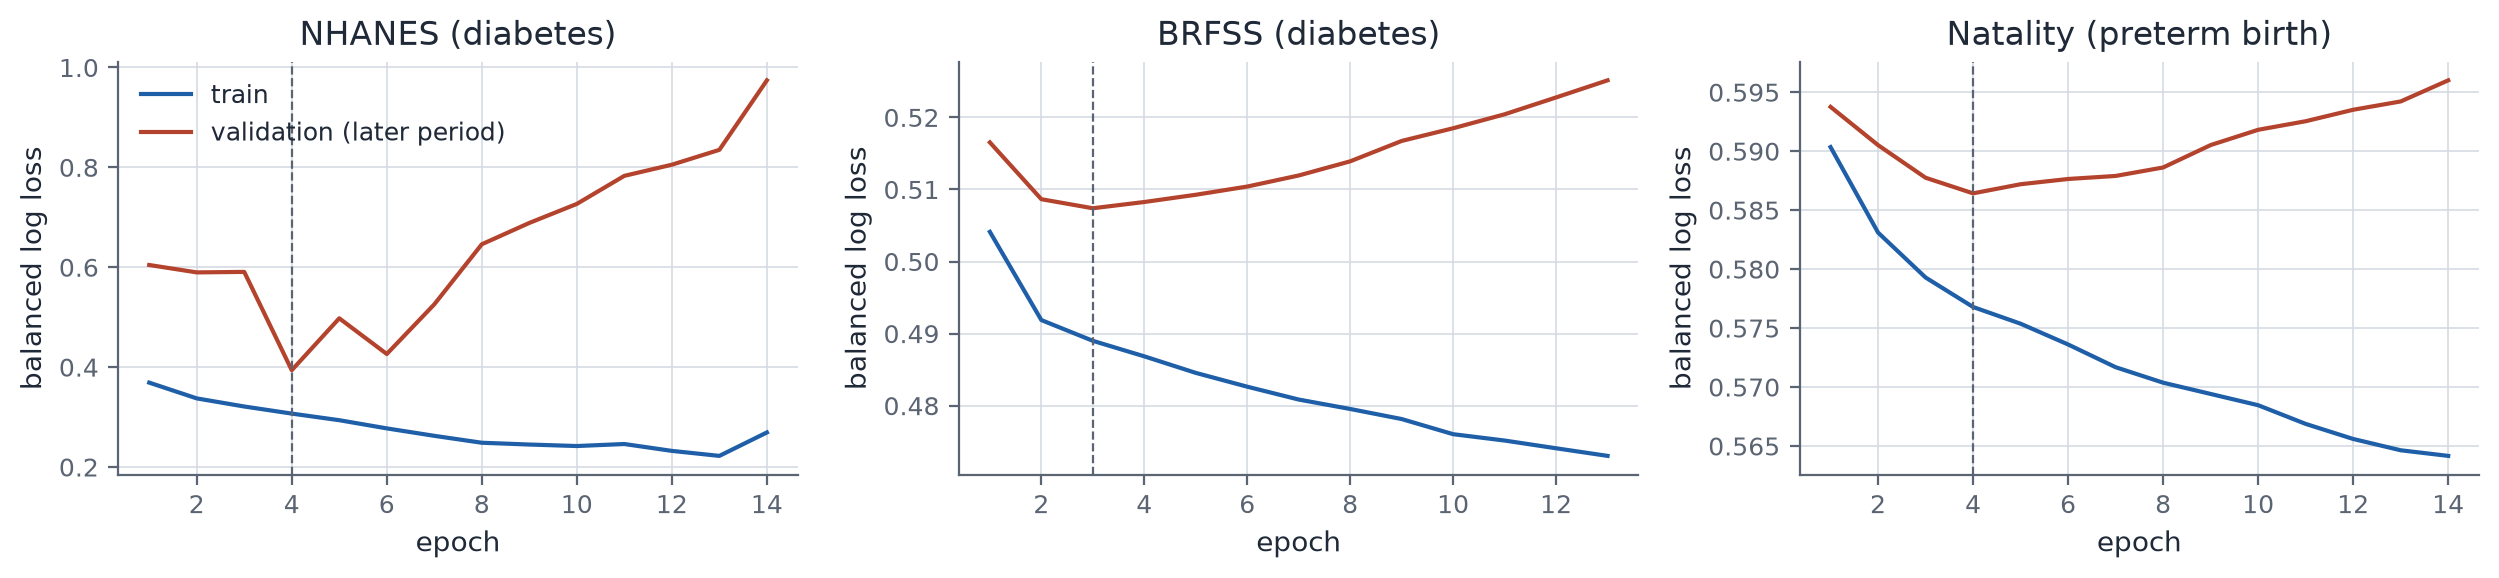 NHANES (diabetes)
balanced log loss
1.0
0.8
0.6
0.4
0.2
train
validation (later period)
2 4 6 8 10 12 14
epoch
BRFSS (diabetes)
balanced log loss
0.52
0.51
0.50
0.49
0.48
2 4 6 8 10 12
epoch
Natality (preterm birth)
balanced log loss
0.595
0.590
0.585
0.580
0.575
0.570
0.565
2 4 6 8 10 12 14
epoch